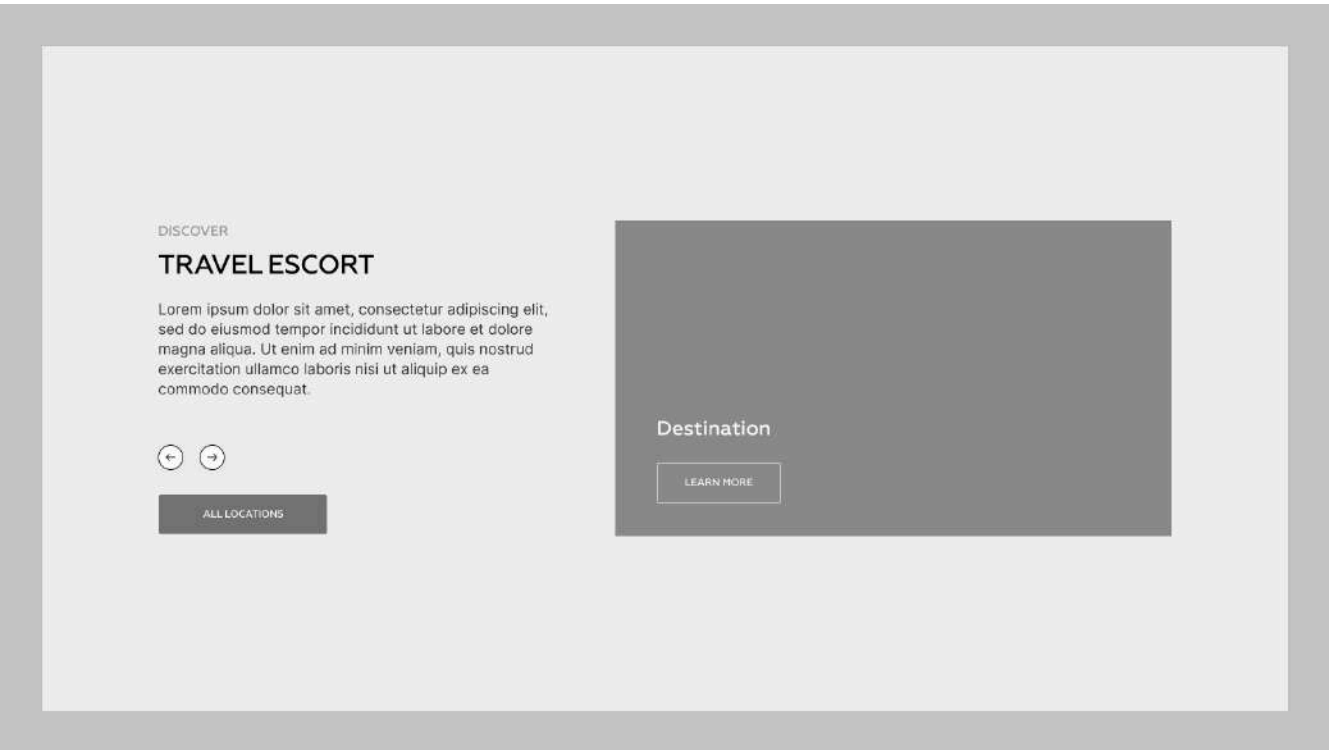 DISCOVER
TRAVEL ESCORT
Lorem ipsum dolor sit amet, consectetur adipiscing elit,
sed do eiusmod tempor incididunt ut labore et dolore
magna aliqua. Ut enim ad minim veniam, quis nostrud
exercitation ullamco laboris nisi ut aliquip ex ea
commodo consequat.
ALL LOCATIONS
Destination
LEARN MORE